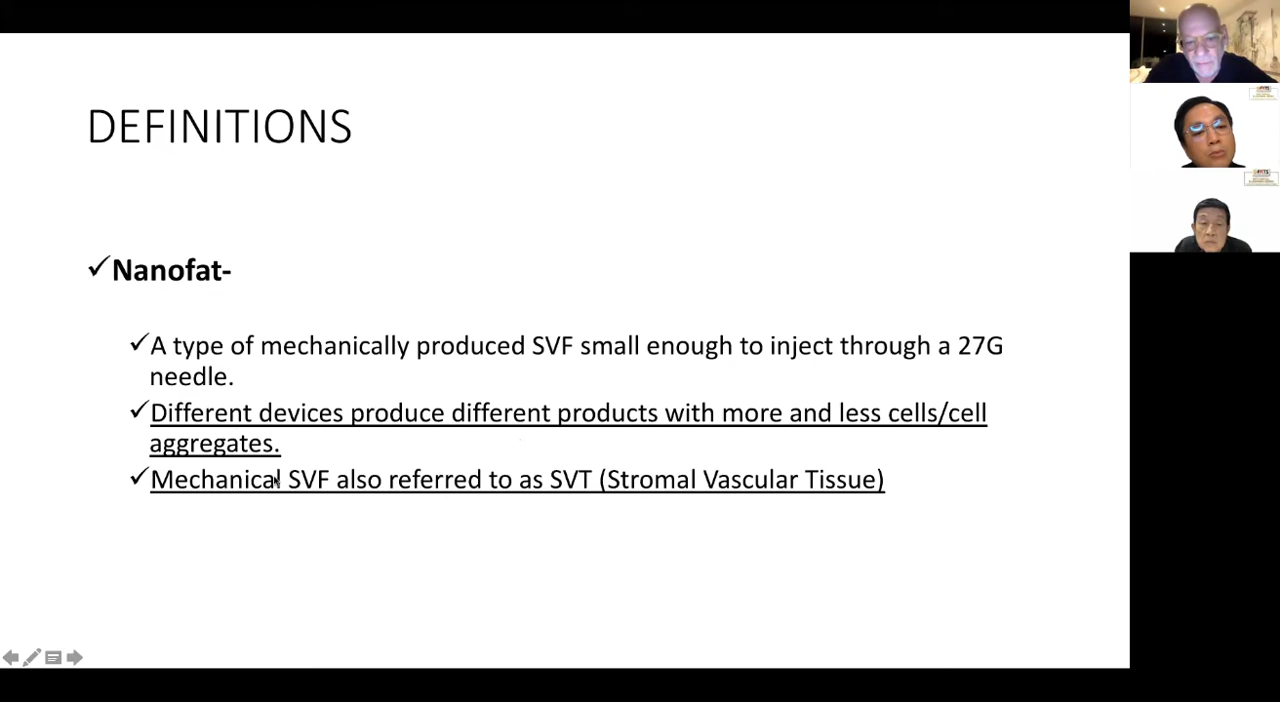 DEFINITIONS
✓Nanofat-
✓A type of mechanically produced SVF small enough to inject through a 27G
needle.
✓Different devices produce different products with more and less cells/cell
aggregates.
✓Mechanical SVF also referred to as SVT (Stromal Vascular Tissue)